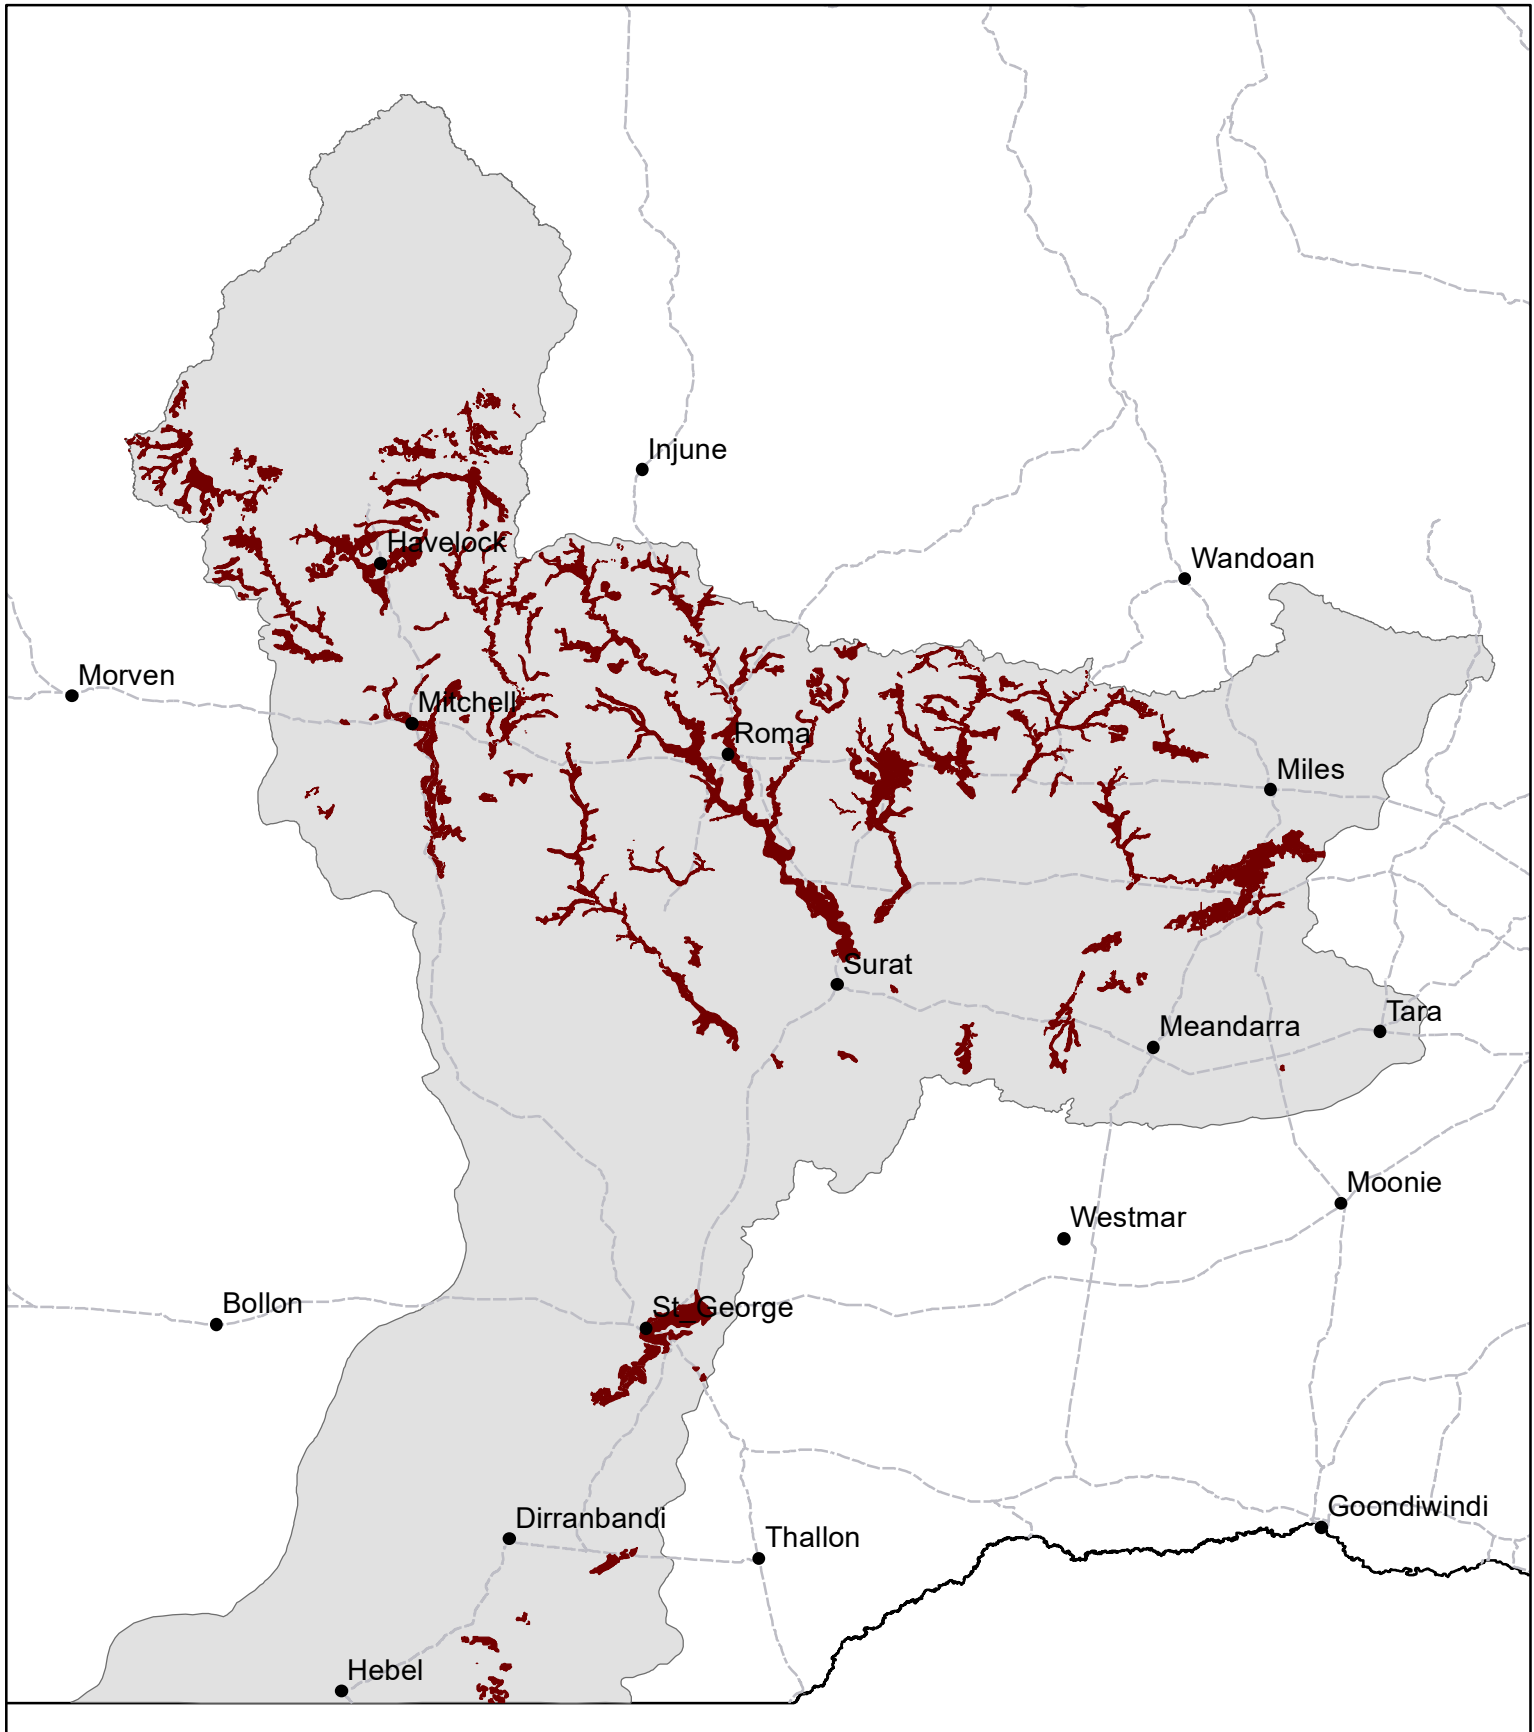 Injune
Havelock
Wandoan
Morven
Mitchell
Roma
Miles
Surat
Tara
Meandarra
Moonie
Westmar
Bollon
St_George
Goondiwindi
Dirranbandi
Thallon
Hebel